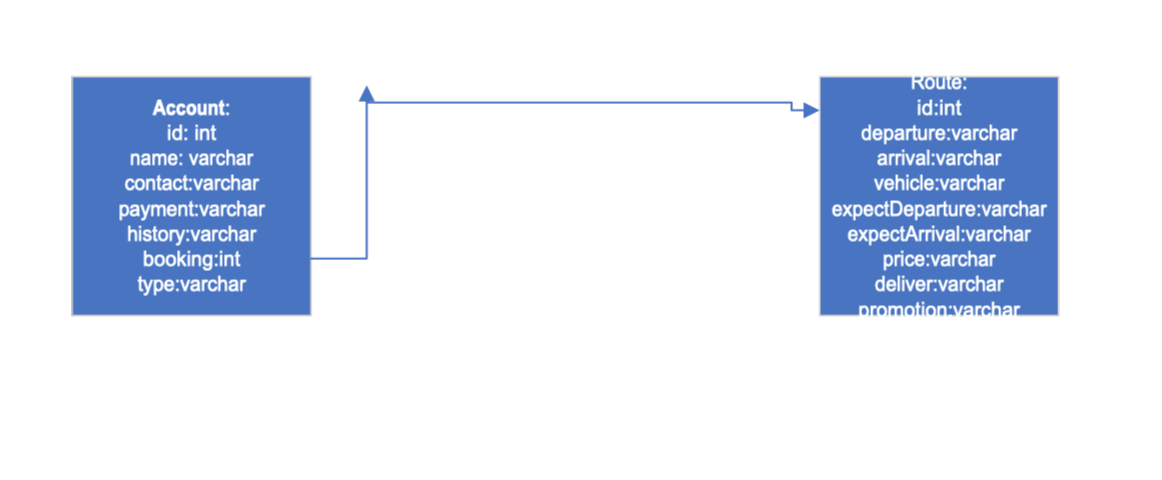 Account:
id: int
name: varchar
contact:varchar
payment:varchar
history:varchar
booking:int
type:varchar
Route:
id:int
departure:varchar
arrival:varchar
vehicle:varchar
expectDeparture:varchar
expectArrival:varchar
price:varchar
deliver:varchar
promotion:varchar